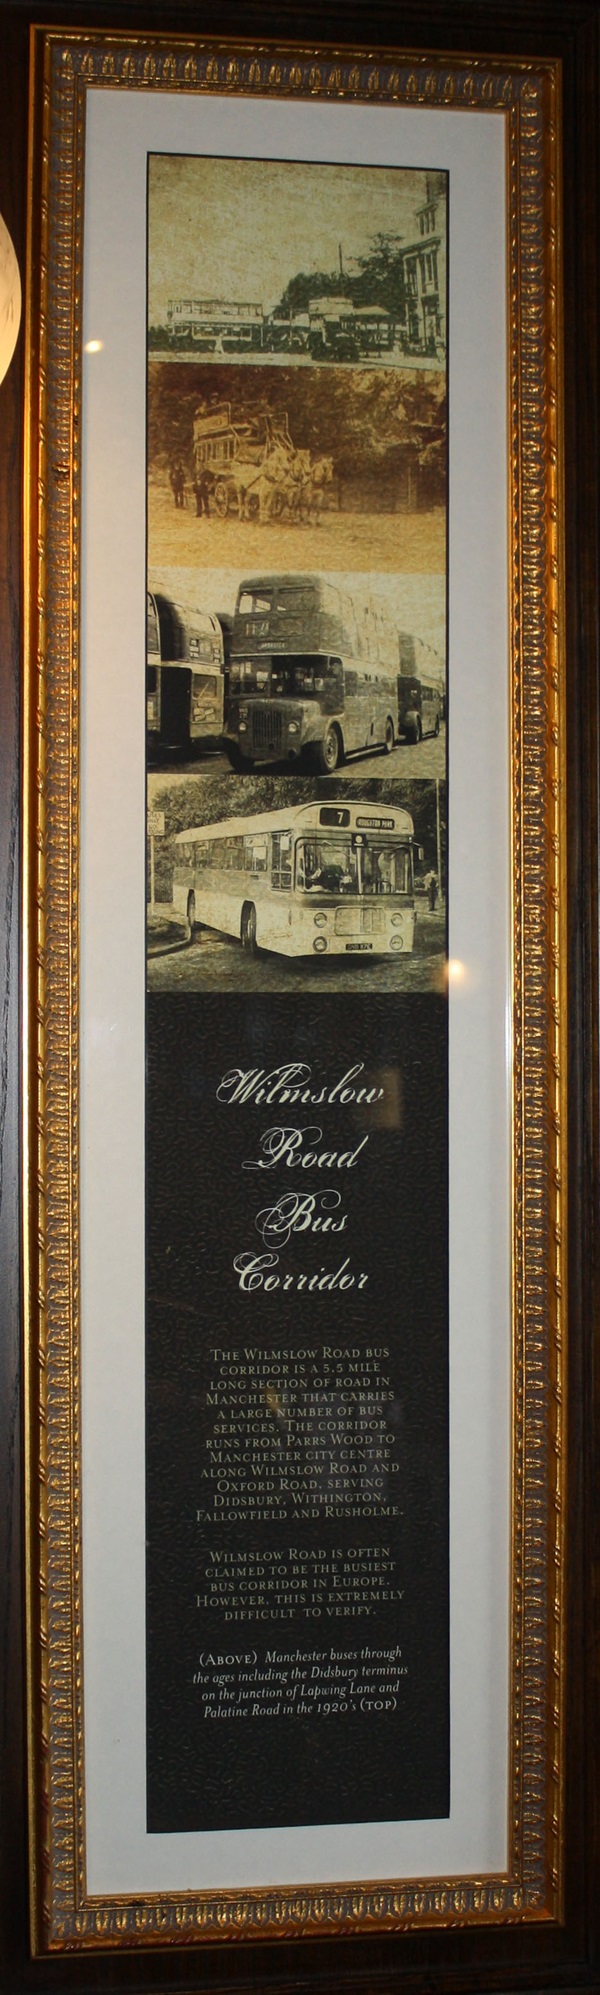 7
Wilmslow
Road
Bus
Corridor
The Wilmslow Road bus
corridor is a 5.5 mile
long section of road in
Manchester that carries
a large number of bus
services. The corridor
runs from Parrs Wood to
Manchester city centre
along Wilmslow Road and
Oxford Road, serving
Didsbury, Withington,
Fallowfield and Rusholme.
Wilmslow Road is often
claimed to be the busiest
bus corridor in Europe.
However, this is extremely
difficult to verify.
(Above) Manchester buses through
the ages including the Didsbury terminus
on the junction of Lapwing Lane and
Palatine Road in the 1920's (top)